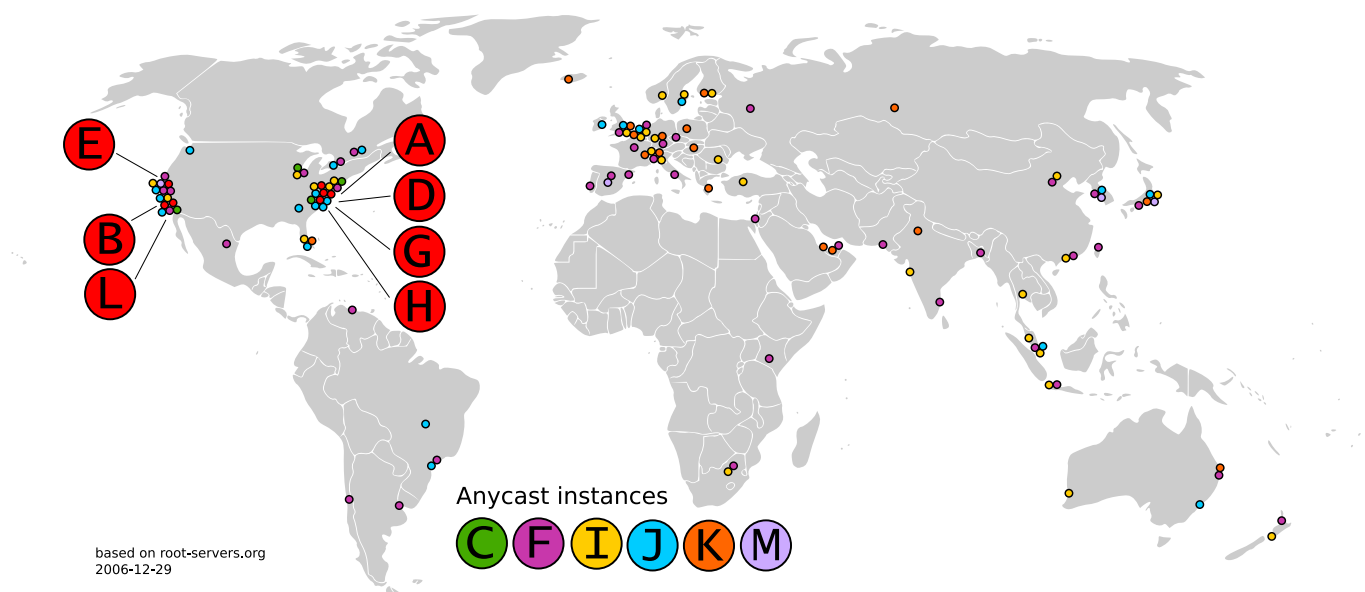 E
B
L
A
D
G
H
Anycast instances
C F I J K M
based on root-servers.org
2006-12-29